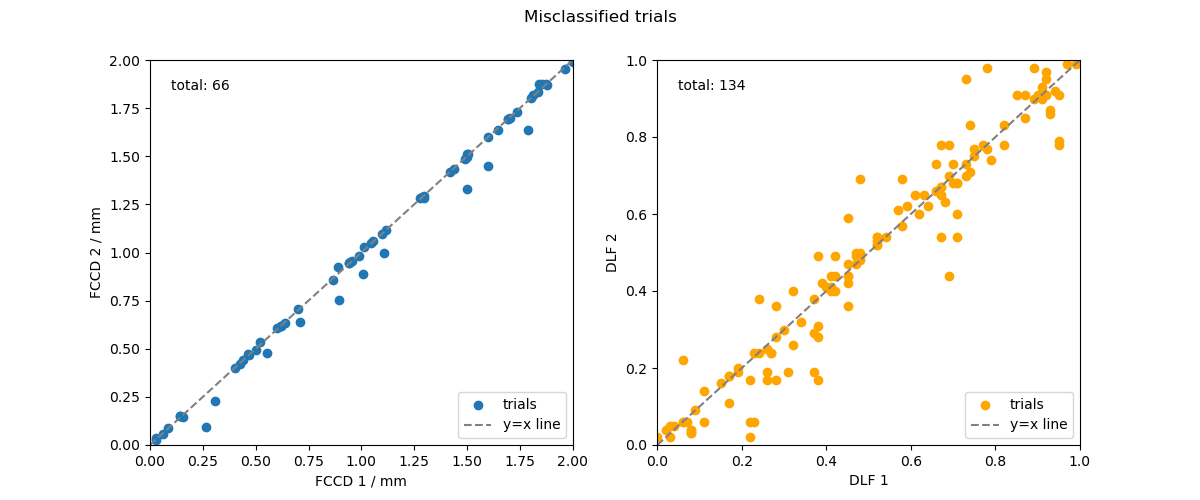 Misclassified trials
total: 66
2.00
1.75
1.50
1.25
1.00
0.75
0.50
0.25
0.00
FCCD 2 / mm
0.00 0.25 0.50 0.75 1.00 1.25 1.50 1.75 2.00
FCCD 1 / mm
trials
y=x line
total: 134
1.0
0.8
0.6
0.4
0.2
0.0
DLF 2
0.0 0.2 0.4 0.6 0.8 1.0
DLF 1
trials
y=x line